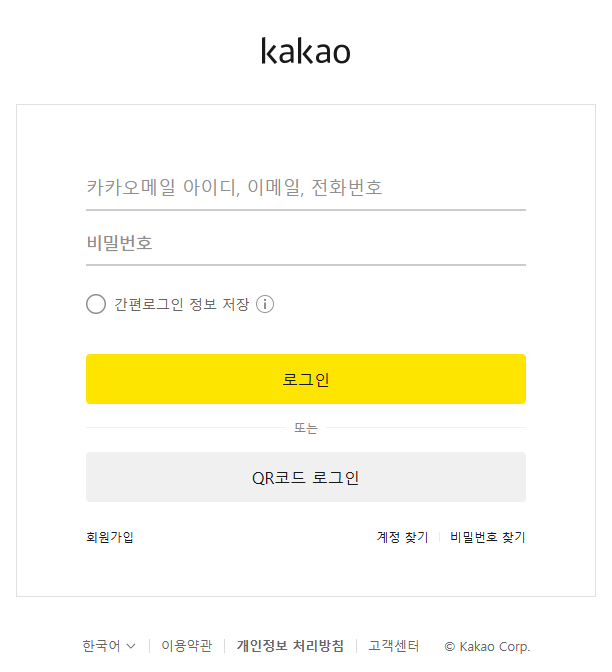 kakao
카카오메일 아이디, 이메일, 전화번호
비밀번호
간편로그인 정보 저장
로그인
또는
QR코드 로그인
회원가입 계정 찾기 비밀번호 찾기
한국어 이용약관 개인정보 처리방침 고객센터 © Kakao Corp.